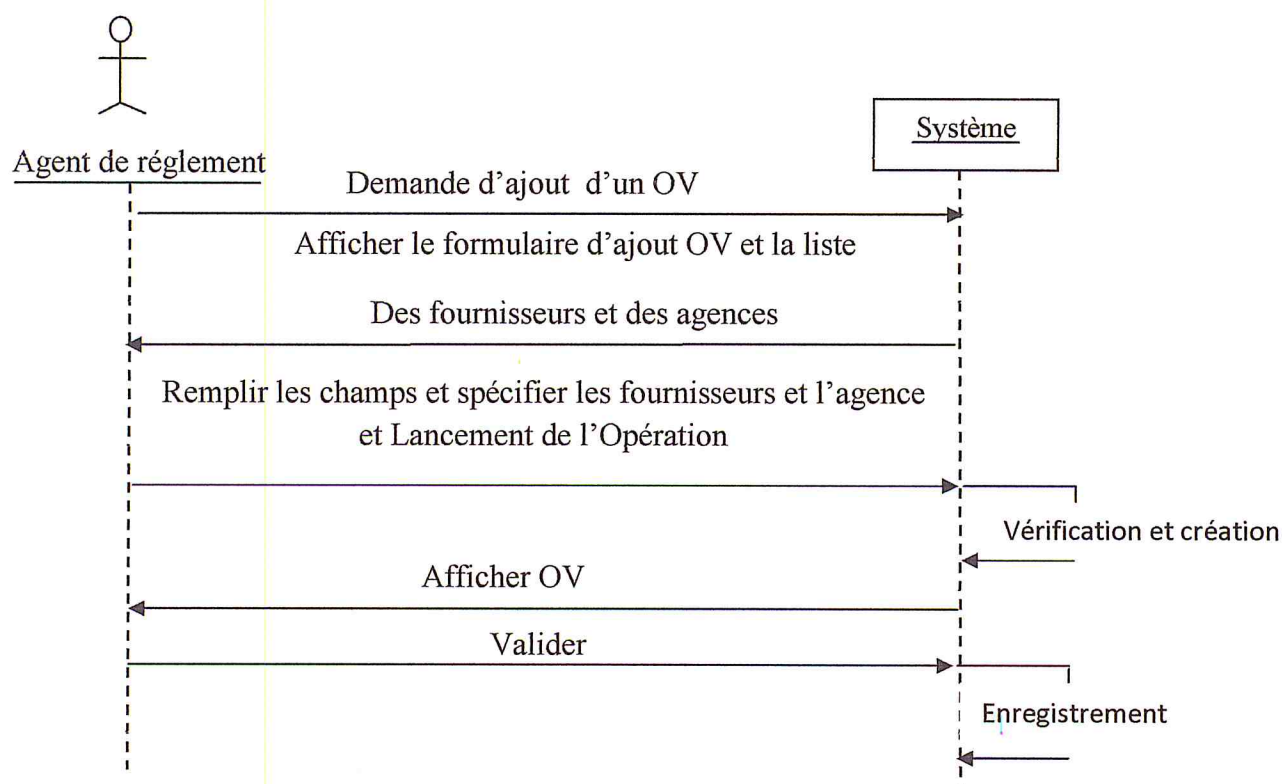 Système
Agent de réglement
Demande d'ajout d'un OV
Afficher le formulaire d'ajout OV et la liste
Des fournisseurs et des agences
Remplir les champs et spécifier les fournisseurs et l'agence
et Lancement de l'Opération
Vérification et création
Afficher OV
Valider
Enregistrement